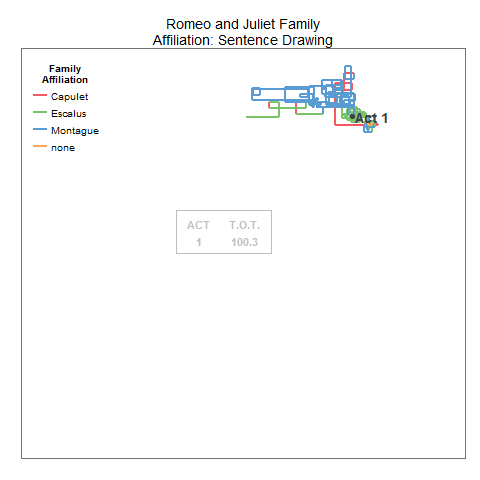 Romeo and Juliet Family
Affiliation: Sentence Drawing
Family
Affiliation
Capulet
Escalus
Montague
none
Act 1
ACT T.O.T.
1 100.3